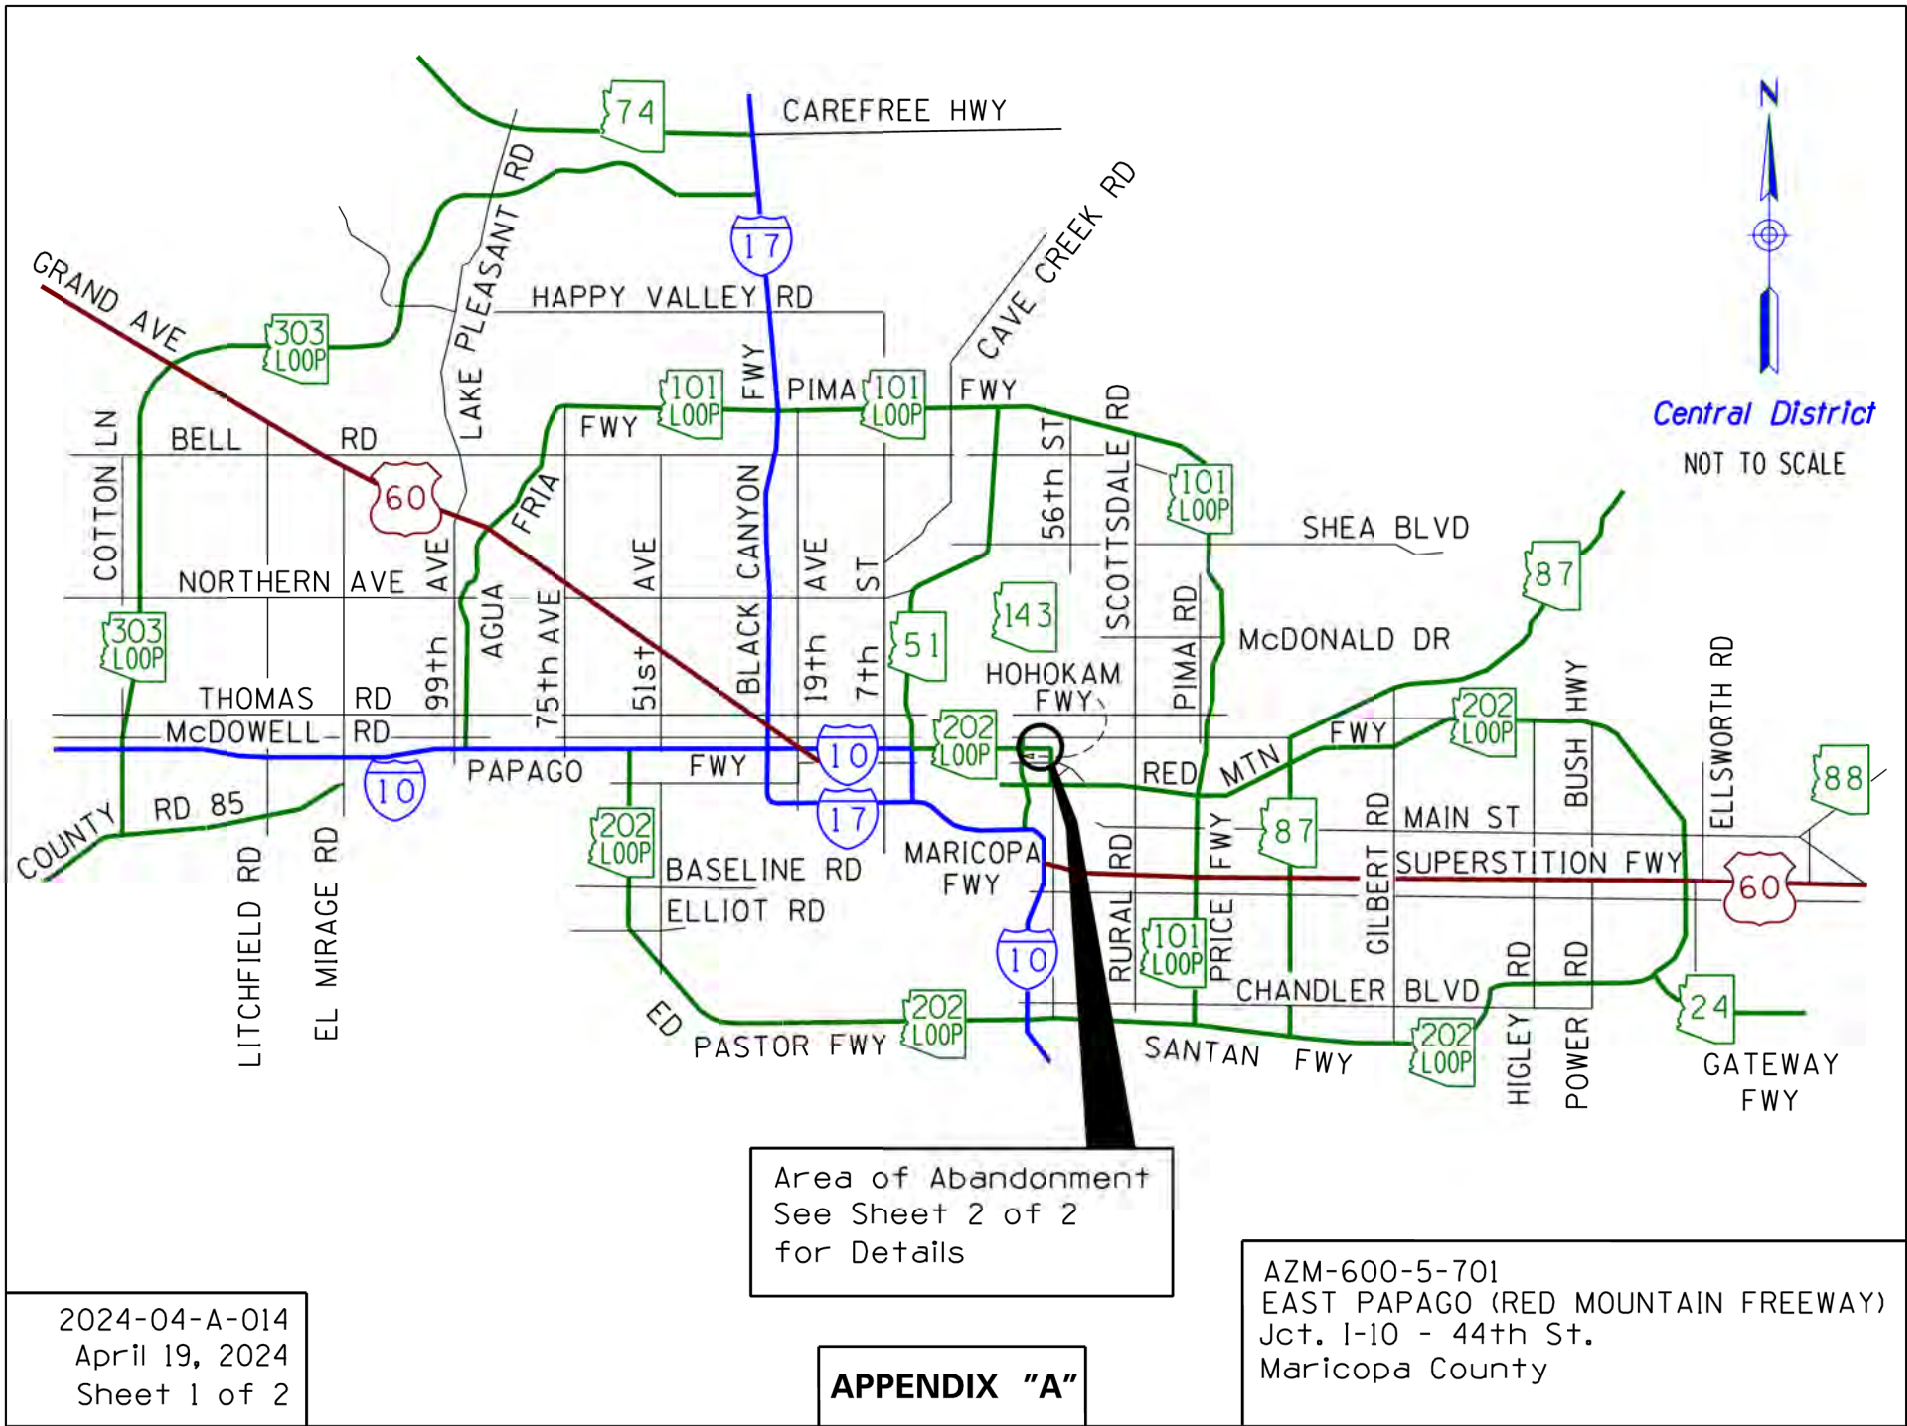 74
CAREFREE HWY
N
LAKE PLEASANT RD
17
CAVE CREEK RD
GRAND AVE
HAPPY VALLEY RD
303
LOOP
101
LOOP
FWY
PIMA
101
LOOP
FWY
Central District
NOT TO SCALE
COTTON LN
BELL RD
FWY
60
AGUA FRIA
BLACK CANYON FWY
56th ST
SCOTTSDALE RD
101
LOOP
SHEA BLVD
87
NORTHERN AVE
99th AVE
75th AVE
51st AVE
19th AVE
7th ST
143
PIMA RD
McDONALD DR
303
LOOP
51
HOHOKAM
FWY
BUSH HWY
ELLSWORTH RD
THOMAS RD
McDOWELL RD
202
LOOP
202
LOOP
FWY
10
PAPAGO FWY
10
RED MTN
88
COUNTY RD 85
17
87
MAIN ST
202
LOOP
GILBERT RD
LITCHFIELD RD
EL MIRAGE RD
BASELINE RD
MARICOPA
FWY
RURAL RD
PRICE FWY
SUPERSTITION FWY
60
ELLIOT RD
10
101
LOOP
CHANDLER BLVD
HIGLEY RD
POWER RD
24
ED PASTOR FWY
202
LOOP
SANTAN FWY
202
LOOP
GATEWAY
FWY
Area of Abandonment
See Sheet 2 of 2
for Details
2024-04-A-014
April 19, 2024
Sheet 1 of 2
APPENDIX "A"
AZM-600-5-701
EAST PAPAGO (RED MOUNTAIN FREEWAY)
Jct. I-10 - 44th St.
Maricopa County